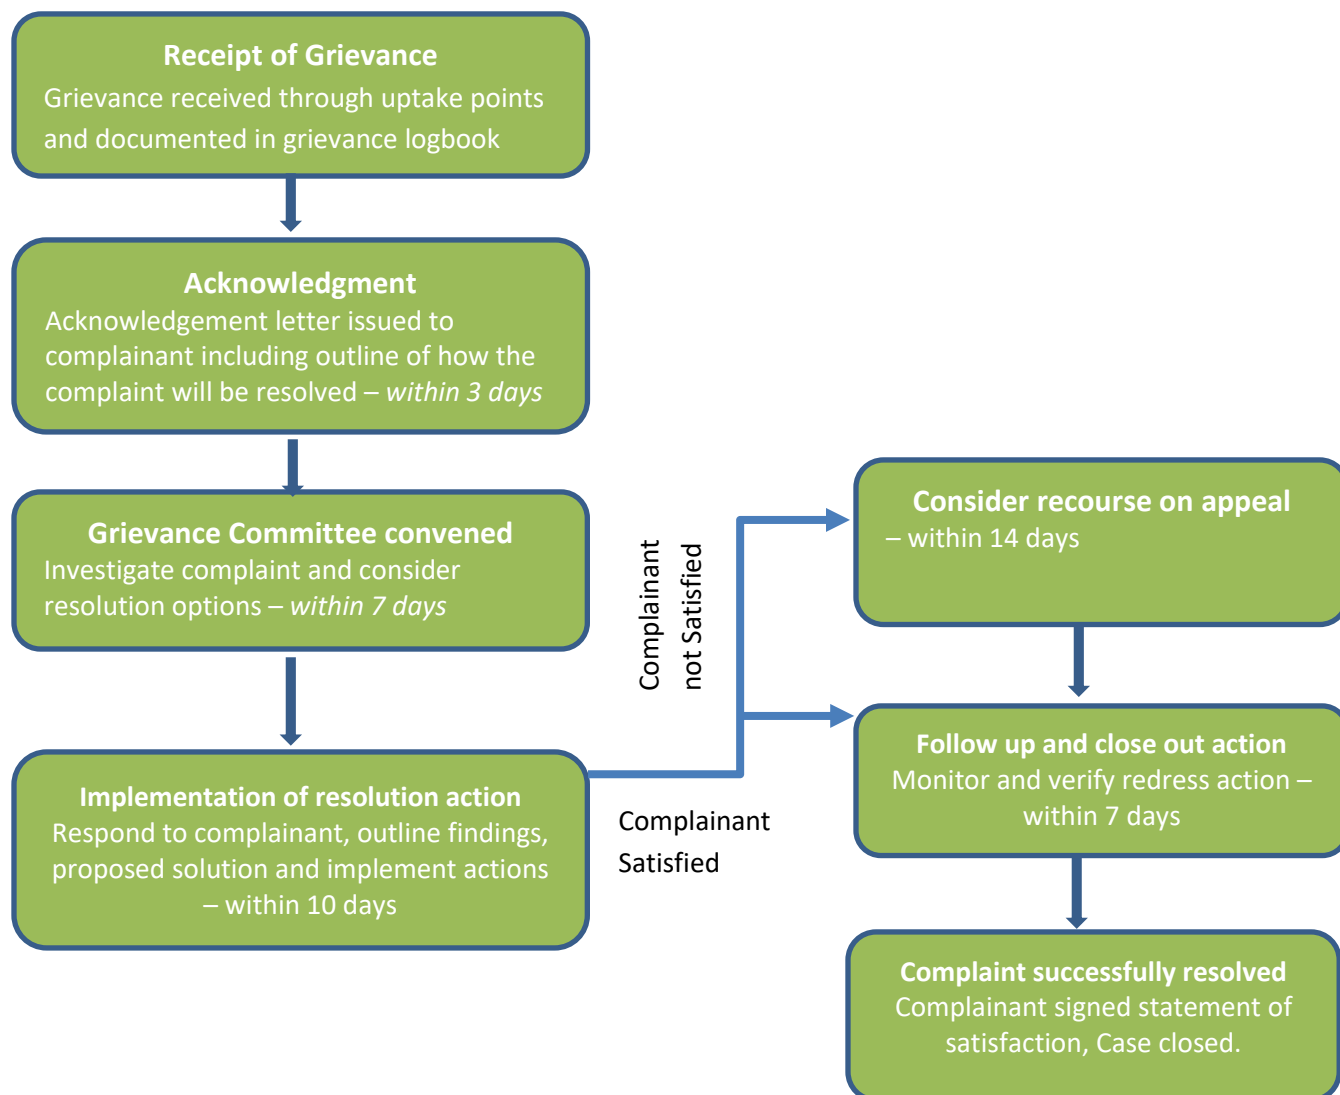 Receipt of Grievance
Grievance received through uptake points
and documented in grievance logbook
Acknowledgment
Acknowledgement letter issued to
complainant including outline of how the
complaint will be resolved – within 3 days
Grievance Committee convened
Investigate complaint and consider
resolution options – within 7 days
Implementation of resolution action
Respond to complainant, outline findings,
proposed solution and implement actions
– within 10 days
Complainant
not Satisfied
Complainant
Satisfied
Consider recourse on appeal
– within 14 days
Follow up and close out action
Monitor and verify redress action –
within 7 days
Complaint successfully resolved
Complainant signed statement of
satisfaction, Case closed.